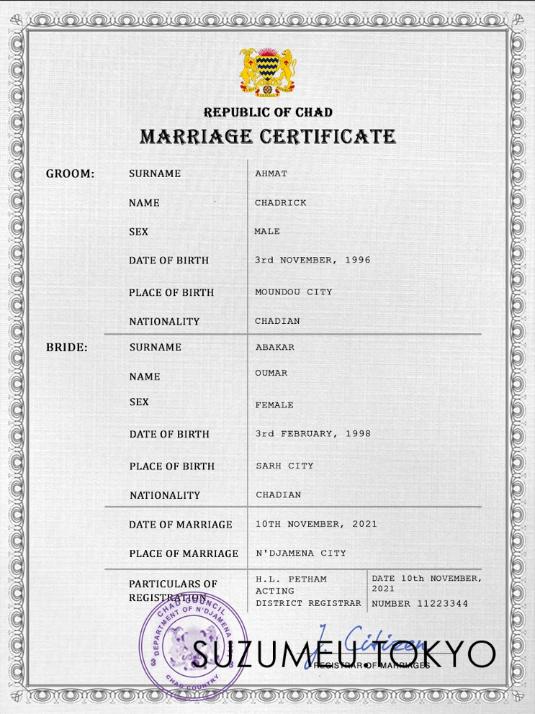 REPUBLIC OF CHAD
MARRIAGE CERTIFICATE
GROOM: SURNAME AHMAT
NAME CHADRICK
SEX MALE
DATE OF BIRTH 3rd NOVEMBER, 1996
PLACE OF BIRTH MOUNDOU CITY
NATIONALITY CHADIAN
BRIDE: SURNAME ABAKAR
NAME OUMAR
SEX FEMALE
DATE OF BIRTH 3rd FEBRUARY, 1998
PLACE OF BIRTH SARH CITY
NATIONALITY CHADIAN
DATE OF MARRIAGE 10TH NOVEMBER, 2021
PLACE OF MARRIAGE N'DJAMENA CITY
PARTICULARS OF
REGISTRATION
H.L. PETHAM
ACTING
DISTRICT REGISTRAR
DATE 10th NOVEMBER,
2021
NUMBER 11223344
CHAD COUNCIL
DEPARTMENT OF N'DJAMENA
CHAD COUNTRY
J Citizen
SUZUMEU.TOKYO
REGISTRAR OF MARRIAGES